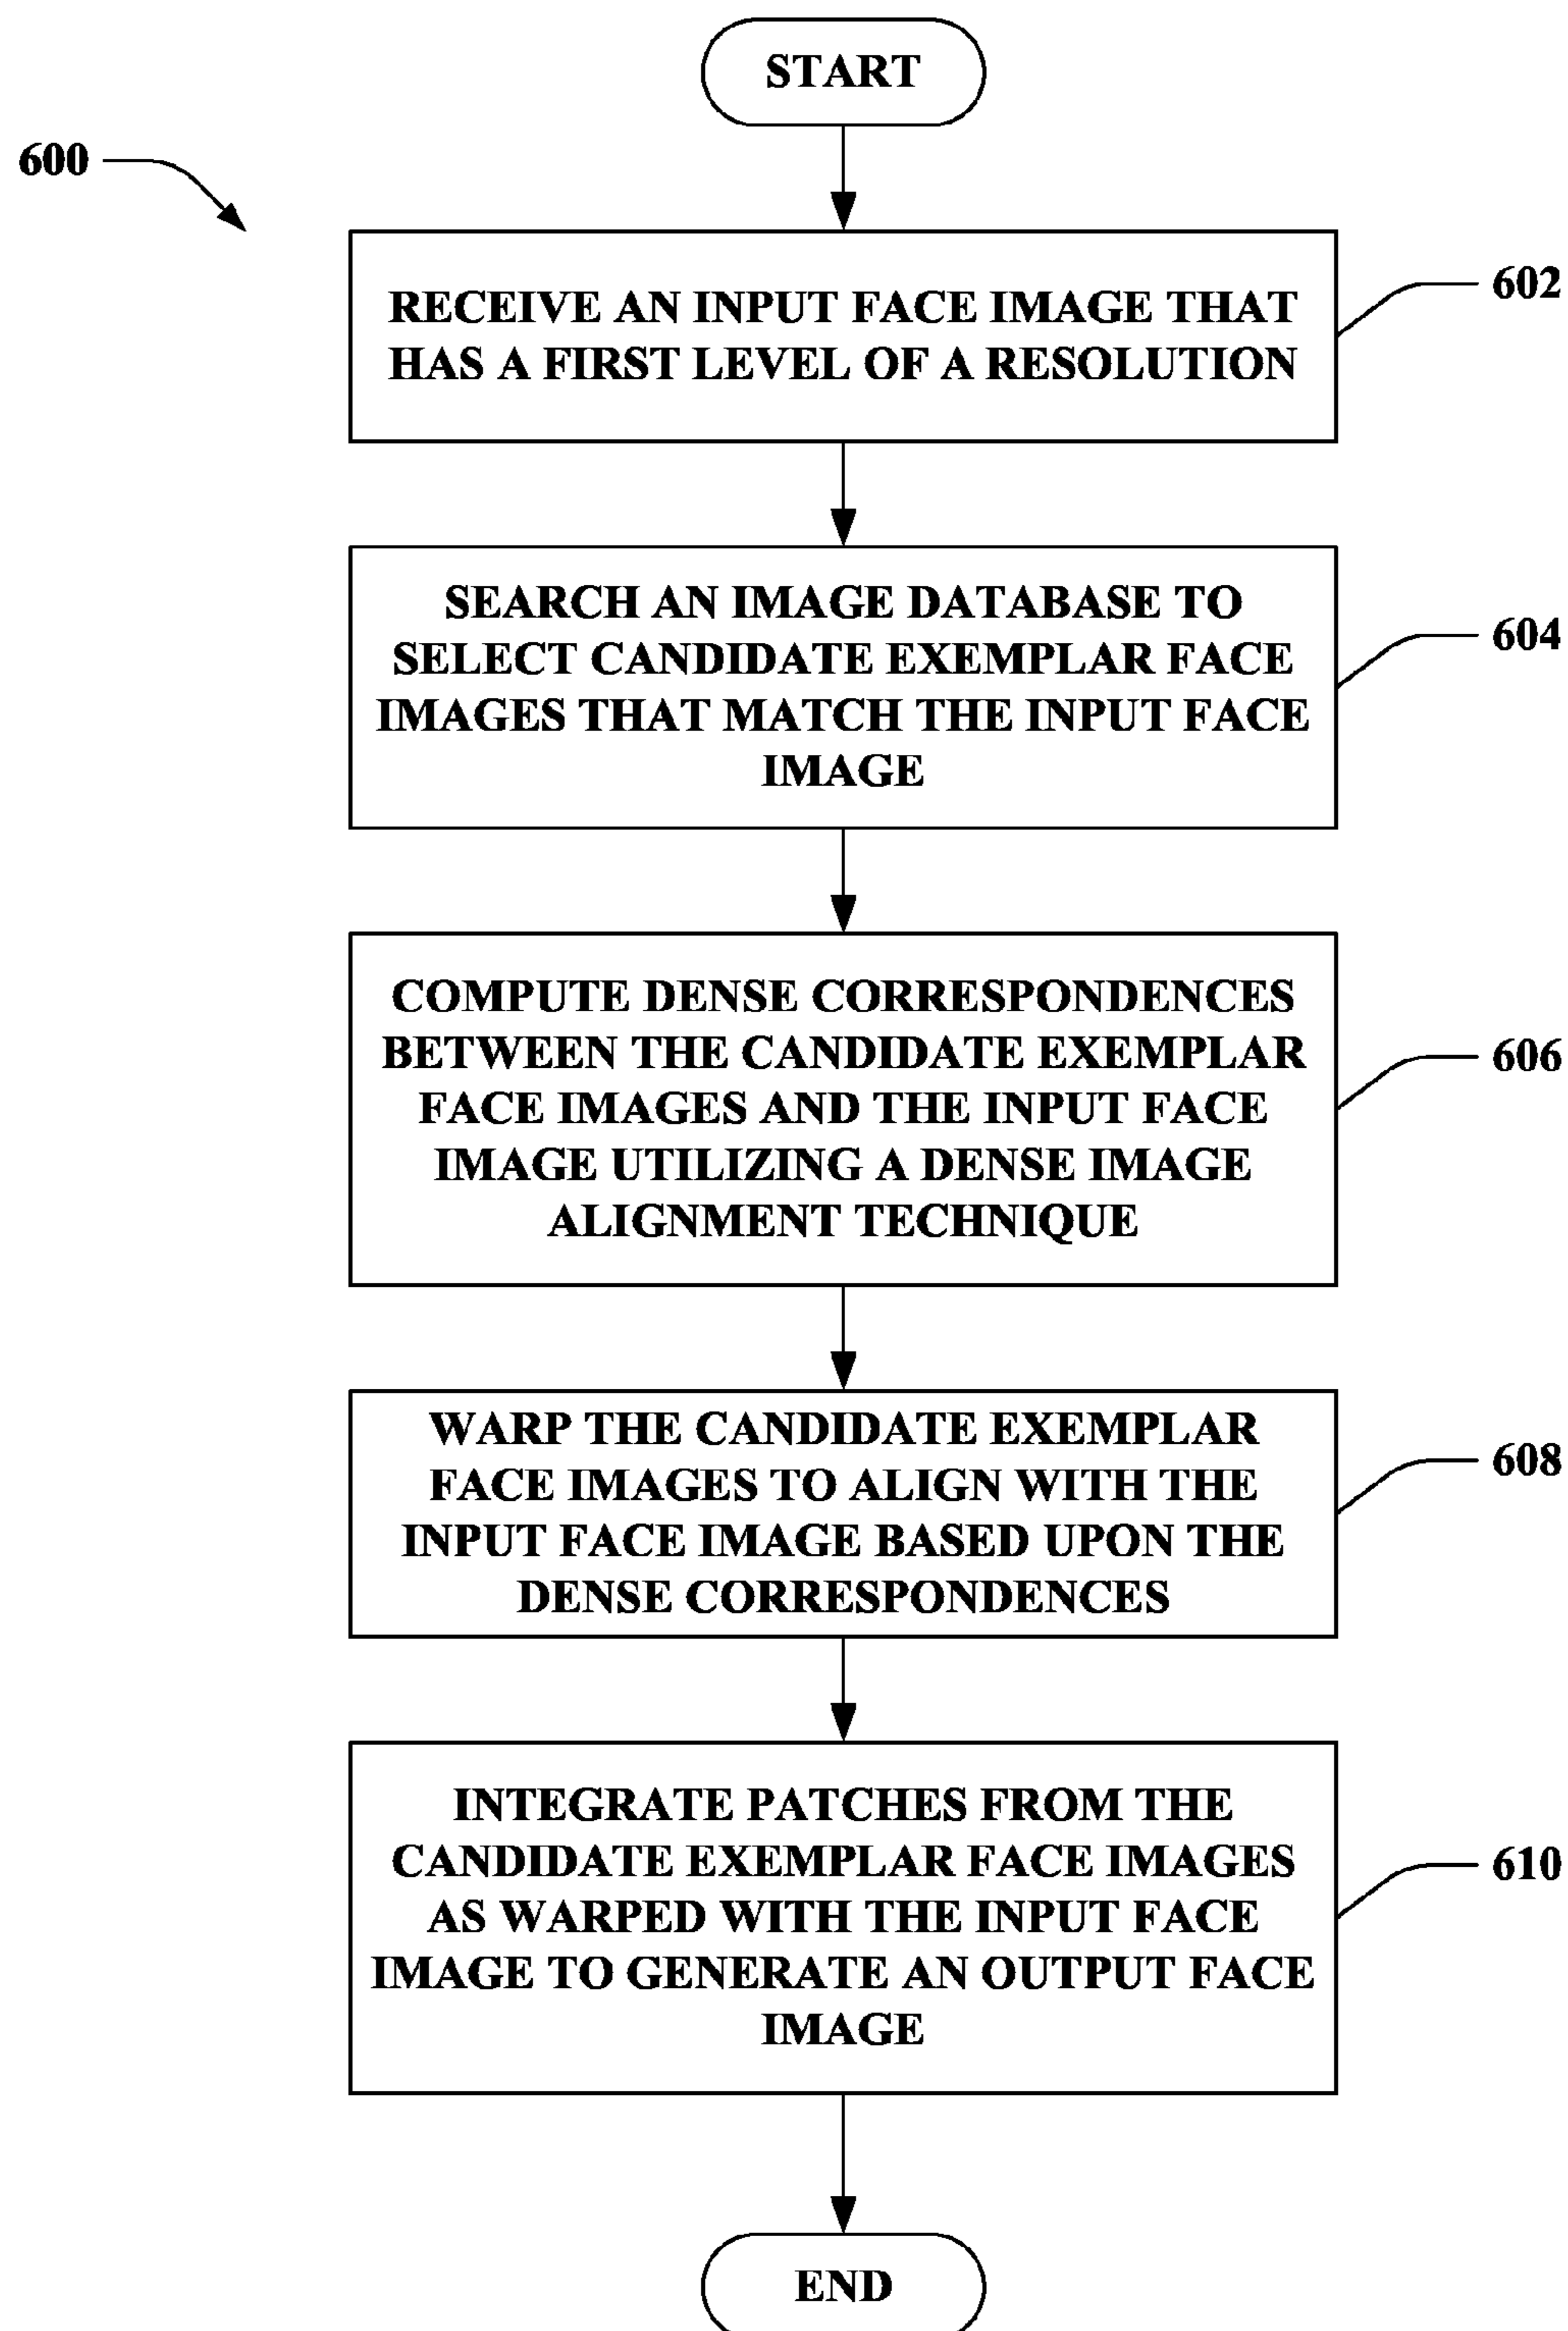 START
600
RECEIVE AN INPUT FACE IMAGE THAT
HAS A FIRST LEVEL OF A RESOLUTION
602
SEARCH AN IMAGE DATABASE TO
SELECT CANDIDATE EXEMPLAR FACE
IMAGES THAT MATCH THE INPUT FACE
IMAGE
604
COMPUTE DENSE CORRESPONDENCES
BETWEEN THE CANDIDATE EXEMPLAR
FACE IMAGES AND THE INPUT FACE
IMAGE UTILIZING A DENSE IMAGE
ALIGNMENT TECHNIQUE
606
WARP THE CANDIDATE EXEMPLAR
FACE IMAGES TO ALIGN WITH THE
INPUT FACE IMAGE BASED UPON THE
DENSE CORRESPONDENCES
608
INTEGRATE PATCHES FROM THE
CANDIDATE EXEMPLAR FACE IMAGES
AS WARPED WITH THE INPUT FACE
IMAGE TO GENERATE AN OUTPUT FACE
IMAGE
610
END